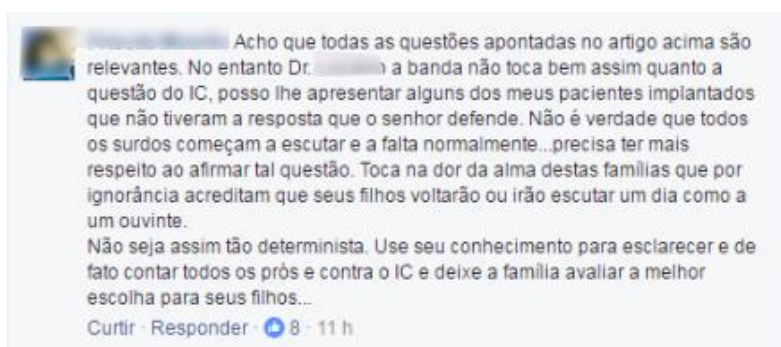 Acho que todas as questões apontadas no artigo acima são
relevantes. No entanto Dr. a banda não toca bem assim quanto a
questão do IC, posso lhe apresentar alguns dos meus pacientes implantados
que não tiveram a resposta que o senhor defende. Não é verdade que todos
os surdos começam a escutar e a falta normalmente...precisa ter mais
respeito ao afirmar tal questão. Toca na dor da alma destas famílias que por
ignorância acreditam que seus filhos voltarão ou irão escutar um dia como a
um ouvinte.
Não seja assim tão determinista. Use seu conhecimento para esclarecer e de
fato contar todos os pròs e contra o IC e deixe a família avaliar a melhor
escolha para seus filhos...
Curtir · Responder · 8 · 11 h